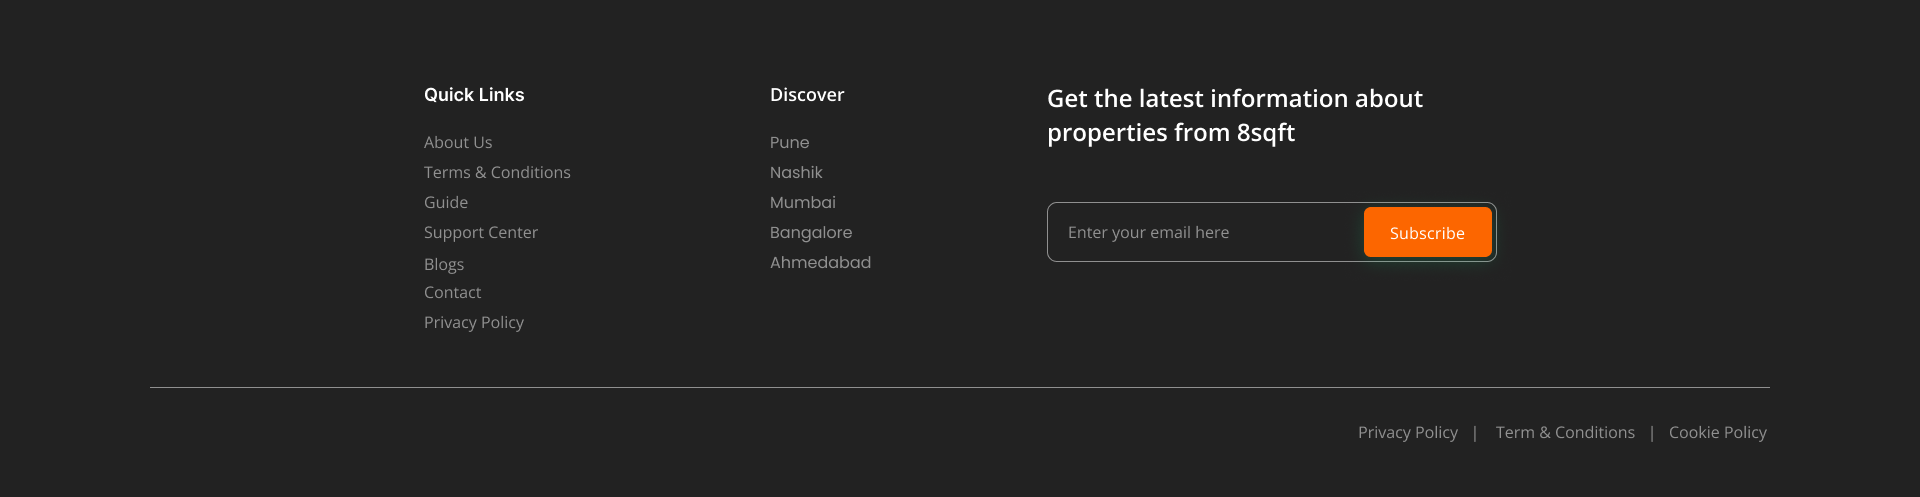 Quick Links
About Us
Terms & Conditions
Guide
Support Center
Blogs
Contact
Privacy Policy
Discover
Pune
Nashik
Mumbai
Bangalore
Ahmedabad
Get the latest information about
properties from 8sqft
Enter your email here
Subscribe
Privacy Policy | Term & Conditions | Cookie Policy